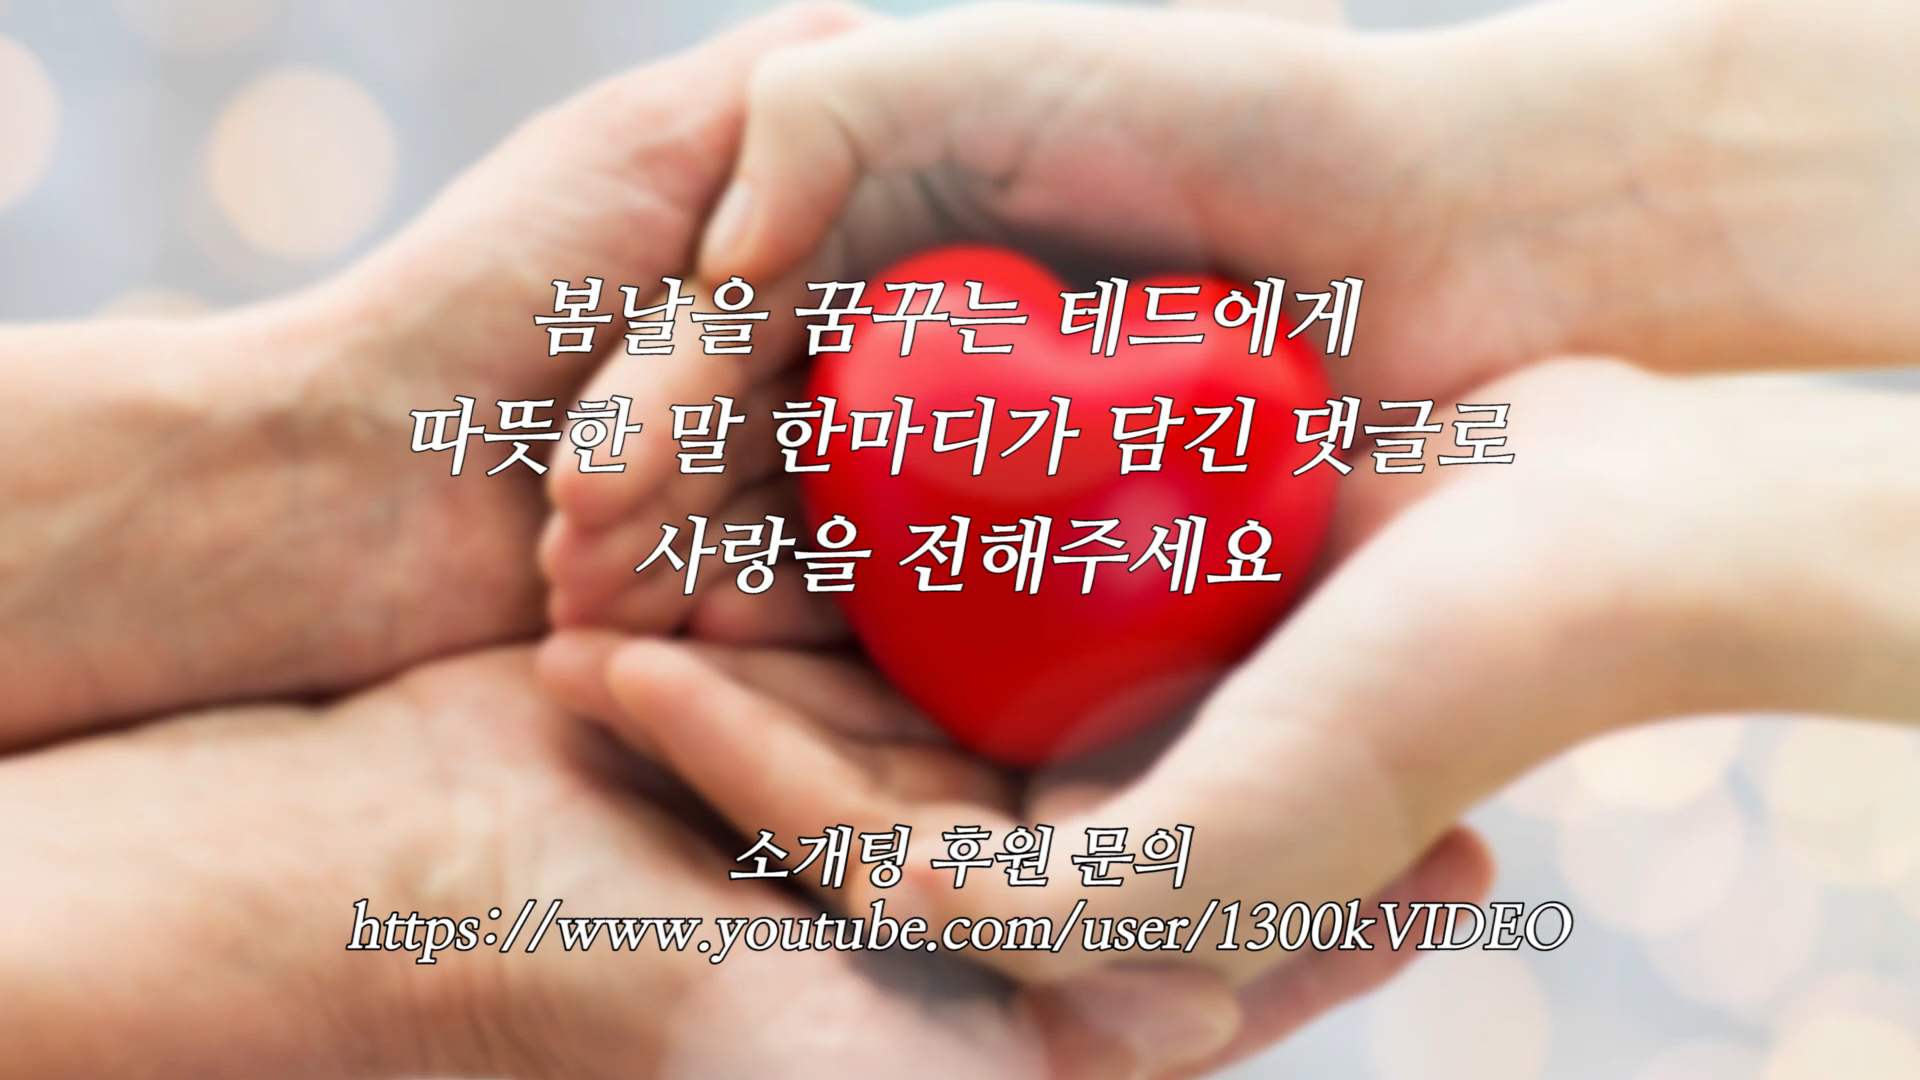 봄날을 꿈꾸는 테드에게
따뜻한 말 한마디가 담긴 댓글로
사랑을 전해주세요
소개팅 후원 문의
https://www.youtube.com/user/1300kVIDEO